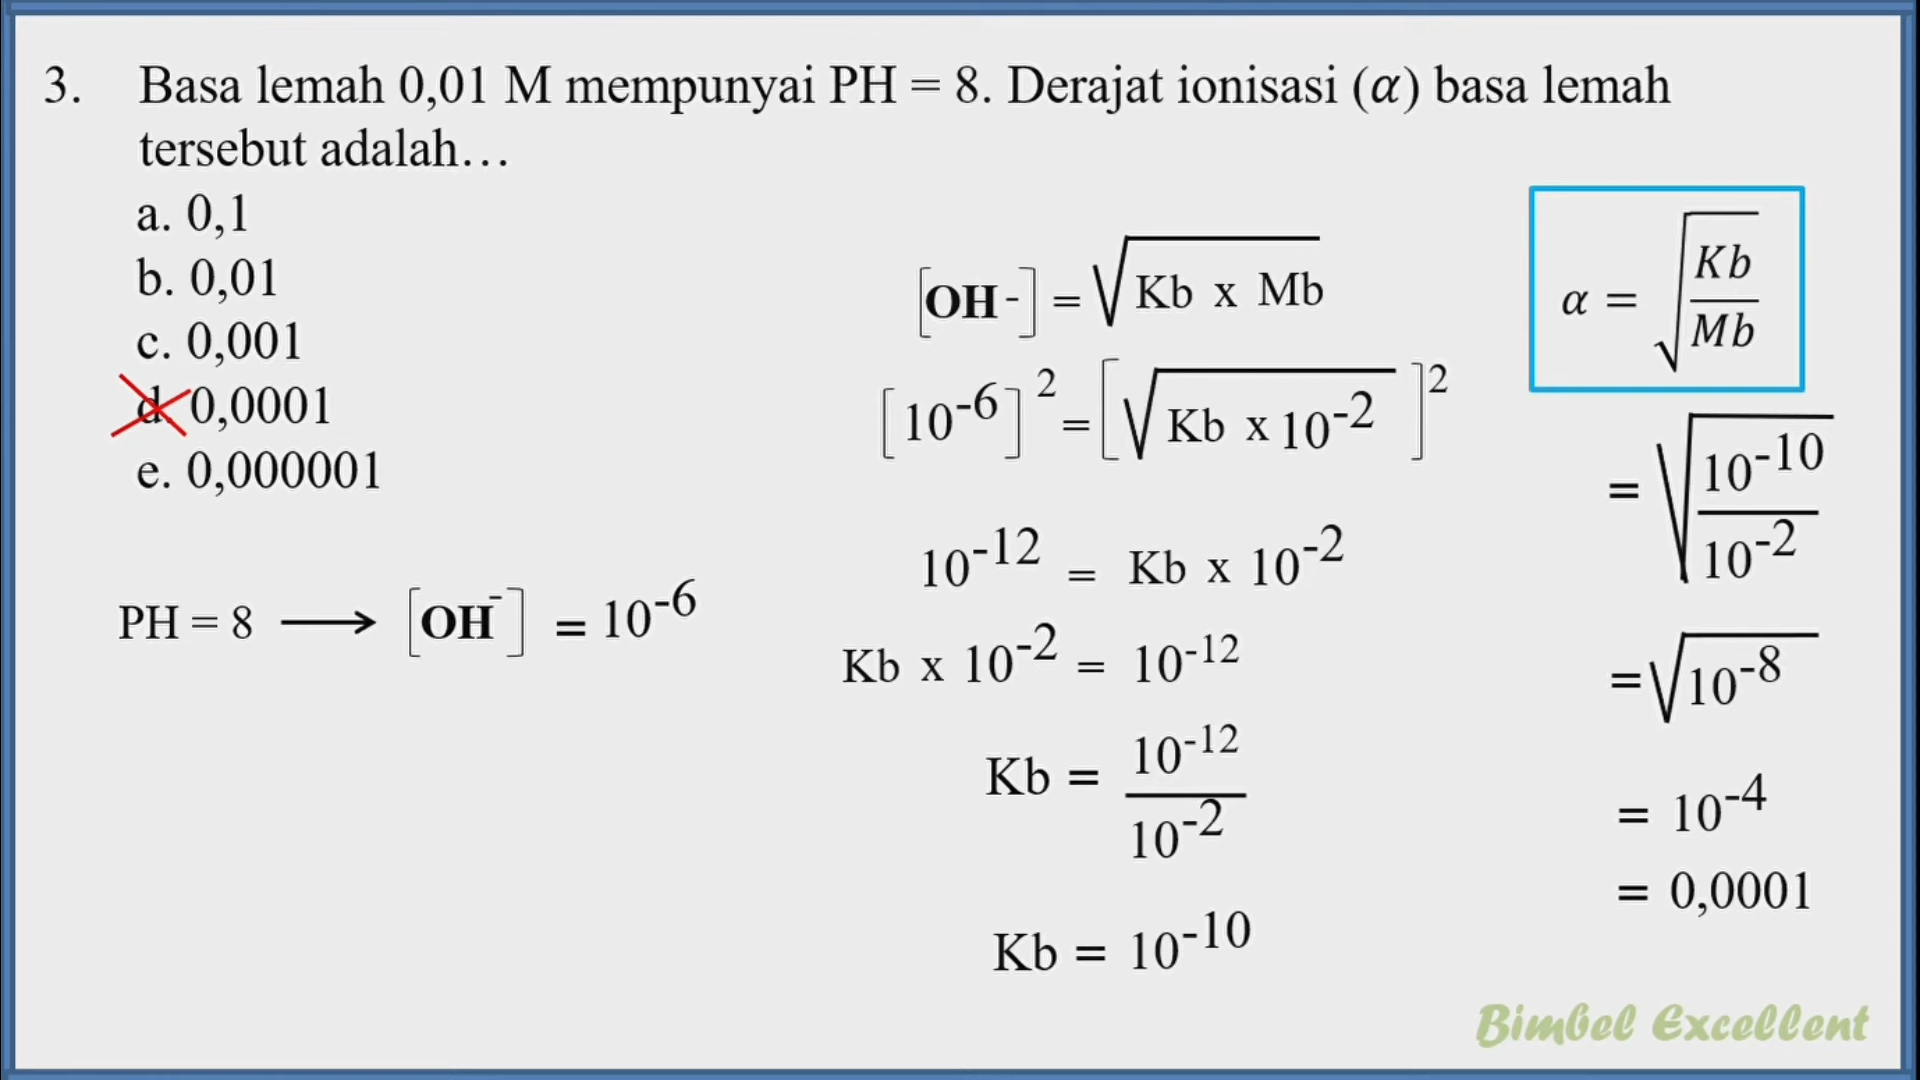 3. Basa lemah 0,01 M mempunyai PH = 8. Derajat ionisasi (α) basa lemah
tersebut adalah…
a. 0,1
b. 0,01
c. 0,001
d. 0,0001
e. 0,000001
PH = 8 ⟶ [OH⁻] = 10⁻⁶
[OH⁻] = √(Kb x Mb)
[10⁻⁶]² = [√(Kb x 10⁻²)]²
10⁻¹² = Kb x 10⁻²
Kb x 10⁻² = 10⁻¹²
Kb = 10⁻¹² / 10⁻²
Kb = 10⁻¹⁰
α = √(Kb / Mb)
= √(10⁻¹⁰ / 10⁻²)
= √10⁻⁸
= 10⁻⁴
= 0,0001
Bimbel Excellent